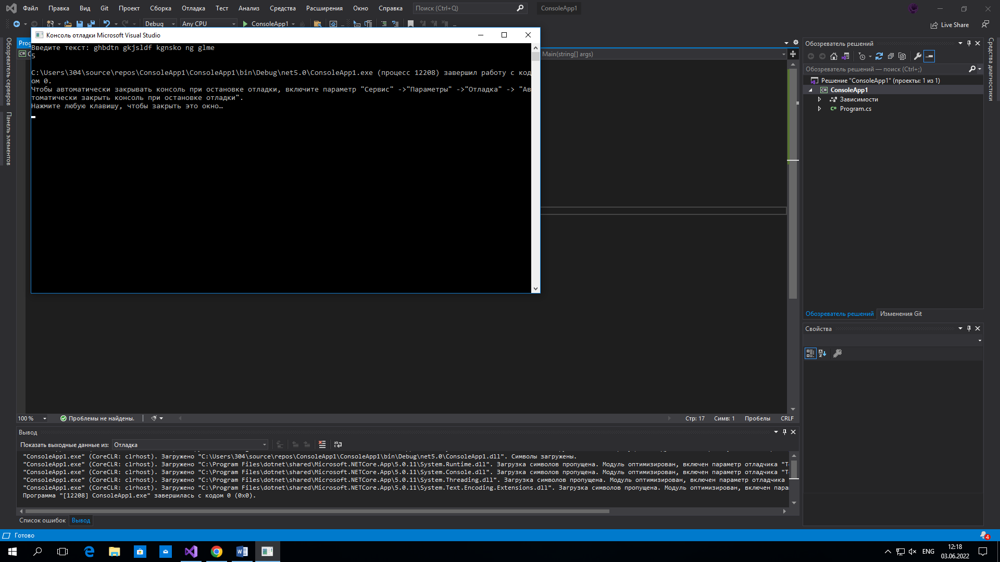 Файл Правка Вид Git Проект Сборка Отладка Тест Анализ Средства Расширения Окно Справка Поиск (Ctrl+Q) ConsoleApp1
Debug Any CPU ConsoleApp1 Live Share
Консоль отладки Microsoft Visual Studio
Введите текст: ghbdtn gkjsldf kgnsko ng glme
5
C:\Users\304\source\repos\ConsoleApp1\ConsoleApp1\bin\Debug\net5.0\ConsoleApp1.exe (процесс 12208) завершил работу с код
ом 0.
Чтобы автоматически закрывать консоль при остановке отладки, включите параметр "Сервис" ->"Параметры" ->"Отладка" -> "Ав
томатически закрыть консоль при остановке отладки".
Нажмите любую клавишу, чтобы закрыть это окно…
Обозреватель серверов
Панель элементов
Main(string[] args)
Обозреватель решений
Обозреватель решений — поиск (Ctrl+;)
Решение "ConsoleApp1" (проекты: 1 из 1)
ConsoleApp1
Зависимости
C# Program.cs
Средства диагностики
Обозреватель решений Изменения Git
Свойства
100 % Проблемы не найдены. Стр: 17 Симв: 1 Пробелы CRLF
Вывод
Показать выходные данные из: Отладка
"ConsoleApp1.exe" (CoreCLR: clrhost). Загружено "C:\Users\304\source\repos\ConsoleApp1\ConsoleApp1\bin\Debug\net5.0\ConsoleApp1.dll". Символы загружены.
"ConsoleApp1.exe" (CoreCLR: clrhost). Загружено "C:\Program Files\dotnet\shared\Microsoft.NETCore.App\5.0.11\System.Runtime.dll". Загрузка символов пропущена. Модуль оптимизирован, включен параметр отладчика
"ConsoleApp1.exe" (CoreCLR: clrhost). Загружено "C:\Program Files\dotnet\shared\Microsoft.NETCore.App\5.0.11\System.Console.dll". Загрузка символов пропущена. Модуль оптимизирован, включен параметр отладчика
"ConsoleApp1.exe" (CoreCLR: clrhost). Загружено "C:\Program Files\dotnet\shared\Microsoft.NETCore.App\5.0.11\System.Threading.dll". Загрузка символов пропущена. Модуль оптимизирован, включен параметр отладчика
"ConsoleApp1.exe" (CoreCLR: clrhost). Загружено "C:\Program Files\dotnet\shared\Microsoft.NETCore.App\5.0.11\System.Text.Encoding.Extensions.dll". Загрузка символов пропущена. Модуль оптимизирован, включен
Программа "[12208] ConsoleApp1.exe" завершилась с кодом 0 (0x0).
Список ошибок Вывод
Готово 4
ENG 12:18
03.06.2022